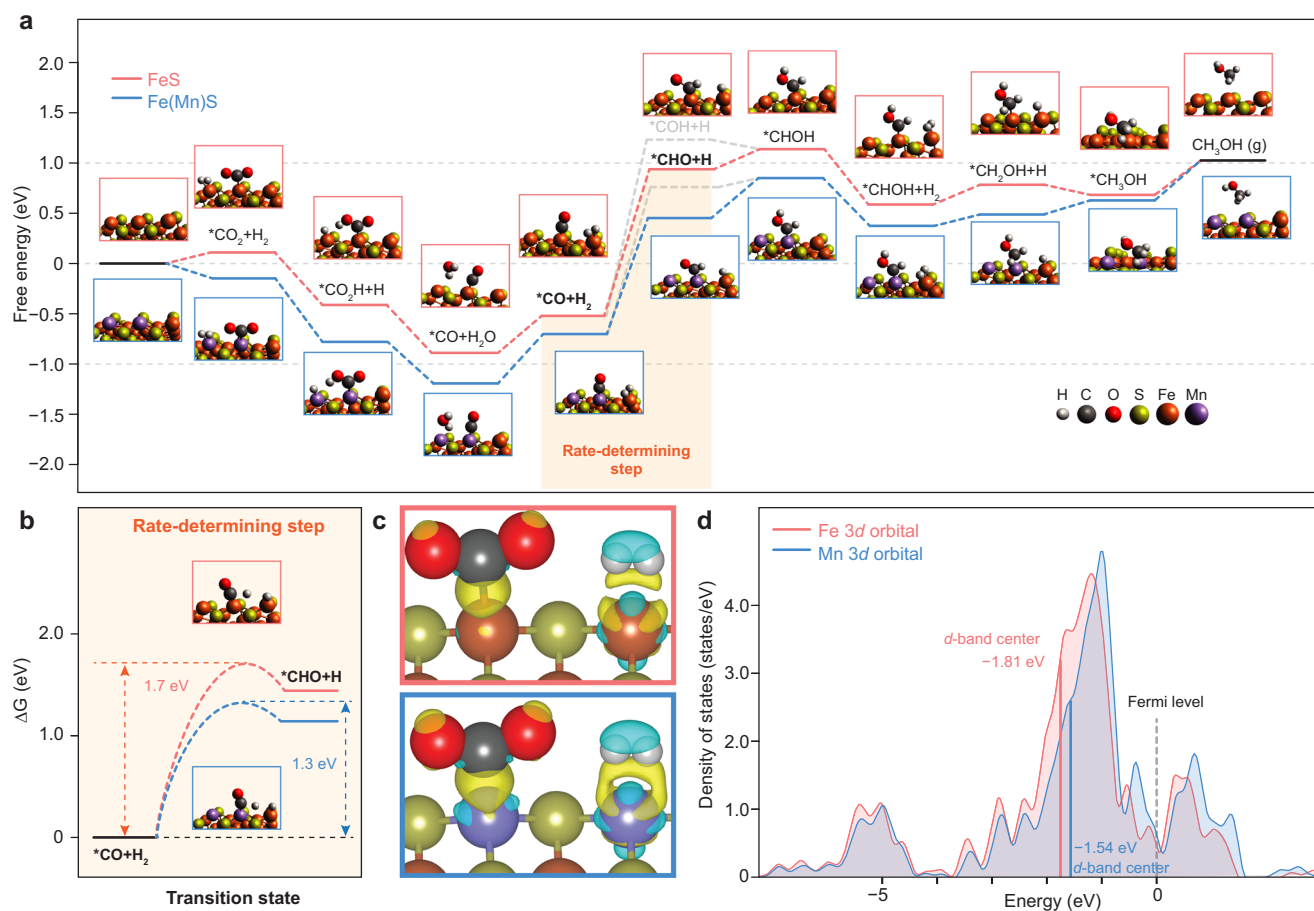 a
2.0
1.0
0.5
0
−0.5
−1.0
−1.5
−2.0
Free energy (eV)
FeS
Fe(Mn)S
*CO₂+H₂
*CO₂H+H
*CO+H₂O
*CO+H₂
*COH+H
*CHO+H
*CHOH
*CHOH+H₂
*CH₂OH+H
*CH₃OH
CH₃OH (g)
H C O S Fe Mn
Rate-determining
step
b
Rate-determining step
2.0
1.0
0
ΔG (eV)
1.7 eV
*CHO+H
1.3 eV
*CO+H₂
Transition state
c
d
Fe 3d orbital
Mn 3d orbital
4.0
3.0
2.0
1.0
0
Density of states (states/eV)
d-band center
−1.81 eV
Fermi level
−1.54 eV
d-band center
−5
0
Energy (eV)